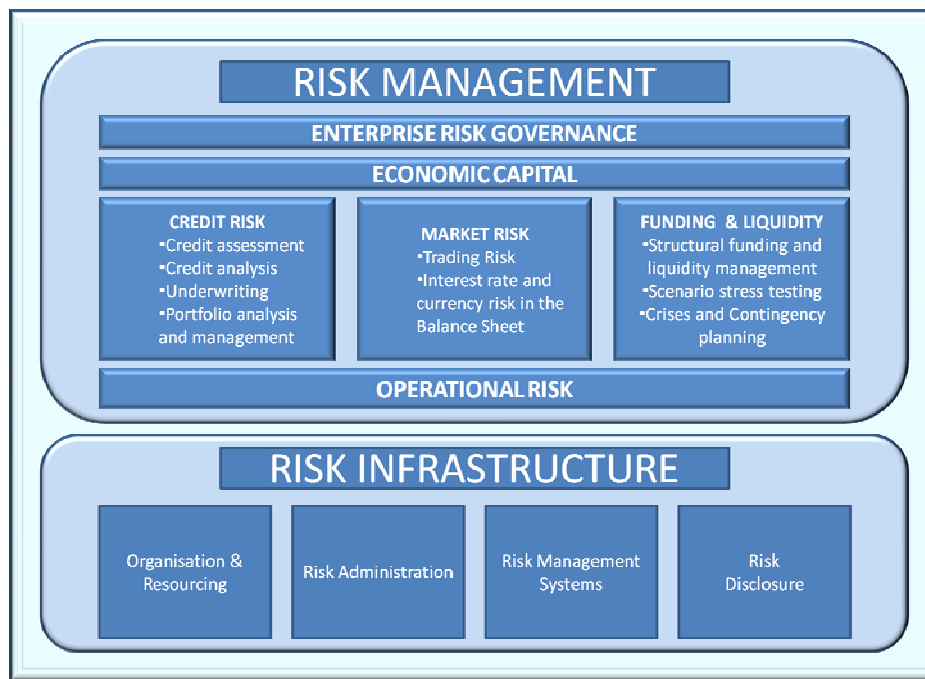 RISK MANAGEMENT
ENTERPRISE RISK GOVERNANCE
ECONOMIC CAPITAL
CREDIT RISK
•Credit assessment
•Credit analysis
•Underwriting
•Portfolio analysis
and management
MARKET RISK
•Trading Risk
•Interest rate and
currency risk in the
Balance Sheet
FUNDING & LIQUIDITY
•Structural funding and
liquidity management
•Scenario stress testing
•Crises and Contingency
planning
OPERATIONAL RISK
RISK INFRASTRUCTURE
Organisation &
Resourcing
Risk Administration
Risk Management
Systems
Risk
Disclosure